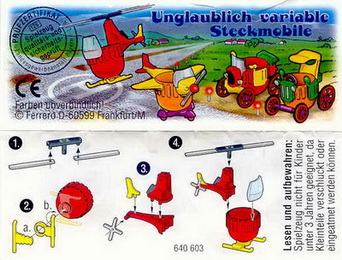 Unglaublich variable
Steckmobile
CE
Farben unverbindlich!
© Ferrero D-60599 Frankfurt/M
1.
2.
a.
b.
3.
4.
640 603
Lesen und aufbewahren:
Spielzeug nicht für Kinder
unter 3 Jahren geeignet, da
Kleinteile verschluckt oder
eingeatmet werden können.